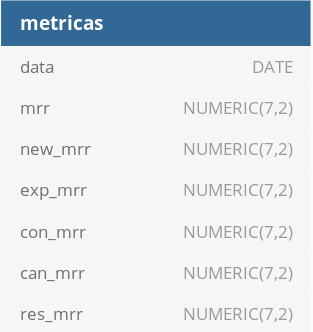 metricas
data DATE
mrr NUMERIC(7,2)
new_mrr NUMERIC(7,2)
exp_mrr NUMERIC(7,2)
con_mrr NUMERIC(7,2)
can_mrr NUMERIC(7,2)
res_mrr NUMERIC(7,2)